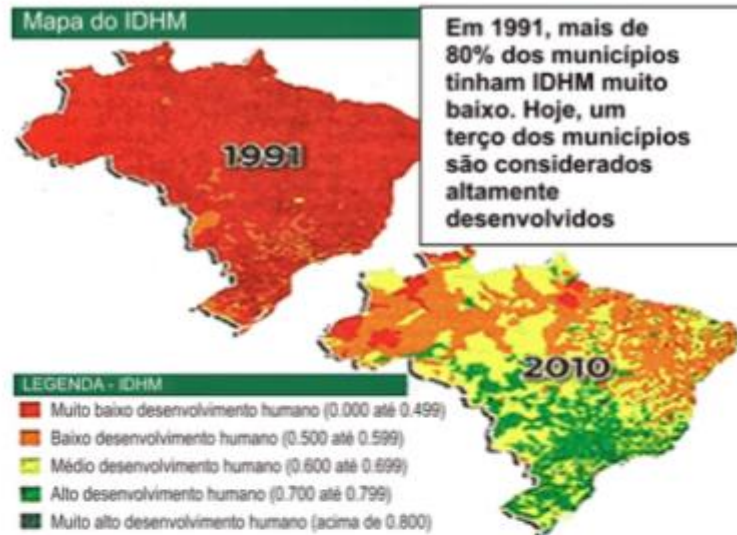 Mapa do IDHM
Em 1991, mais de
80% dos municípios
tinham IDHM muito
baixo. Hoje, um
terço dos municípios
são considerados
altamente
desenvolvidos
1991
2010
LEGENDA - IDHM
Muito baixo desenvolvimento humano (0.000 até 0.499)
Baixo desenvolvimento humano (0.500 até 0.599)
Médio desenvolvimento humano (0.600 até 0.699)
Alto desenvolvimento humano (0.700 até 0.799)
Muito alto desenvolvimento humano (acima de 0.800)